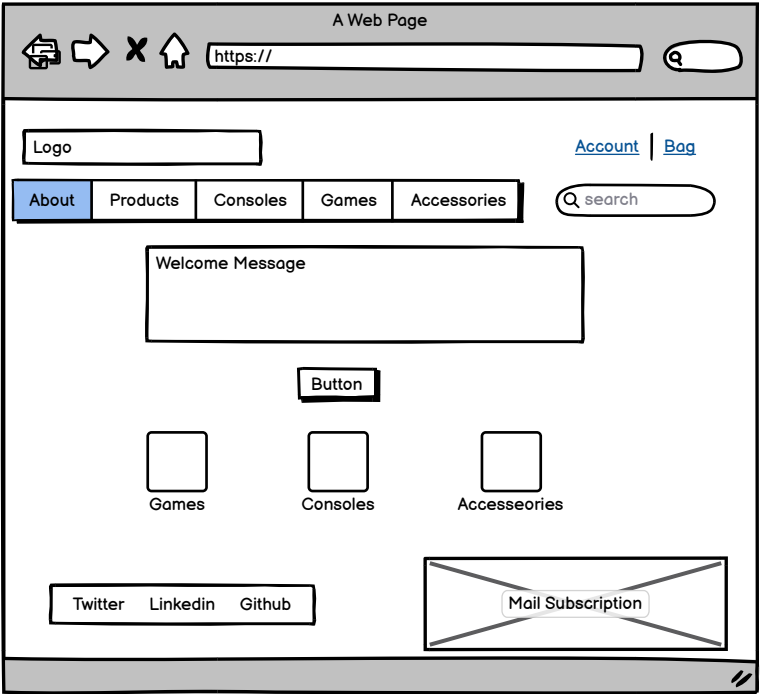 A Web Page
https://
Logo
Account | Bag
About Products Consoles Games Accessories
search
Welcome Message
Button
Games Consoles Accesseories
Twitter Linkedin Github
Mail Subscription